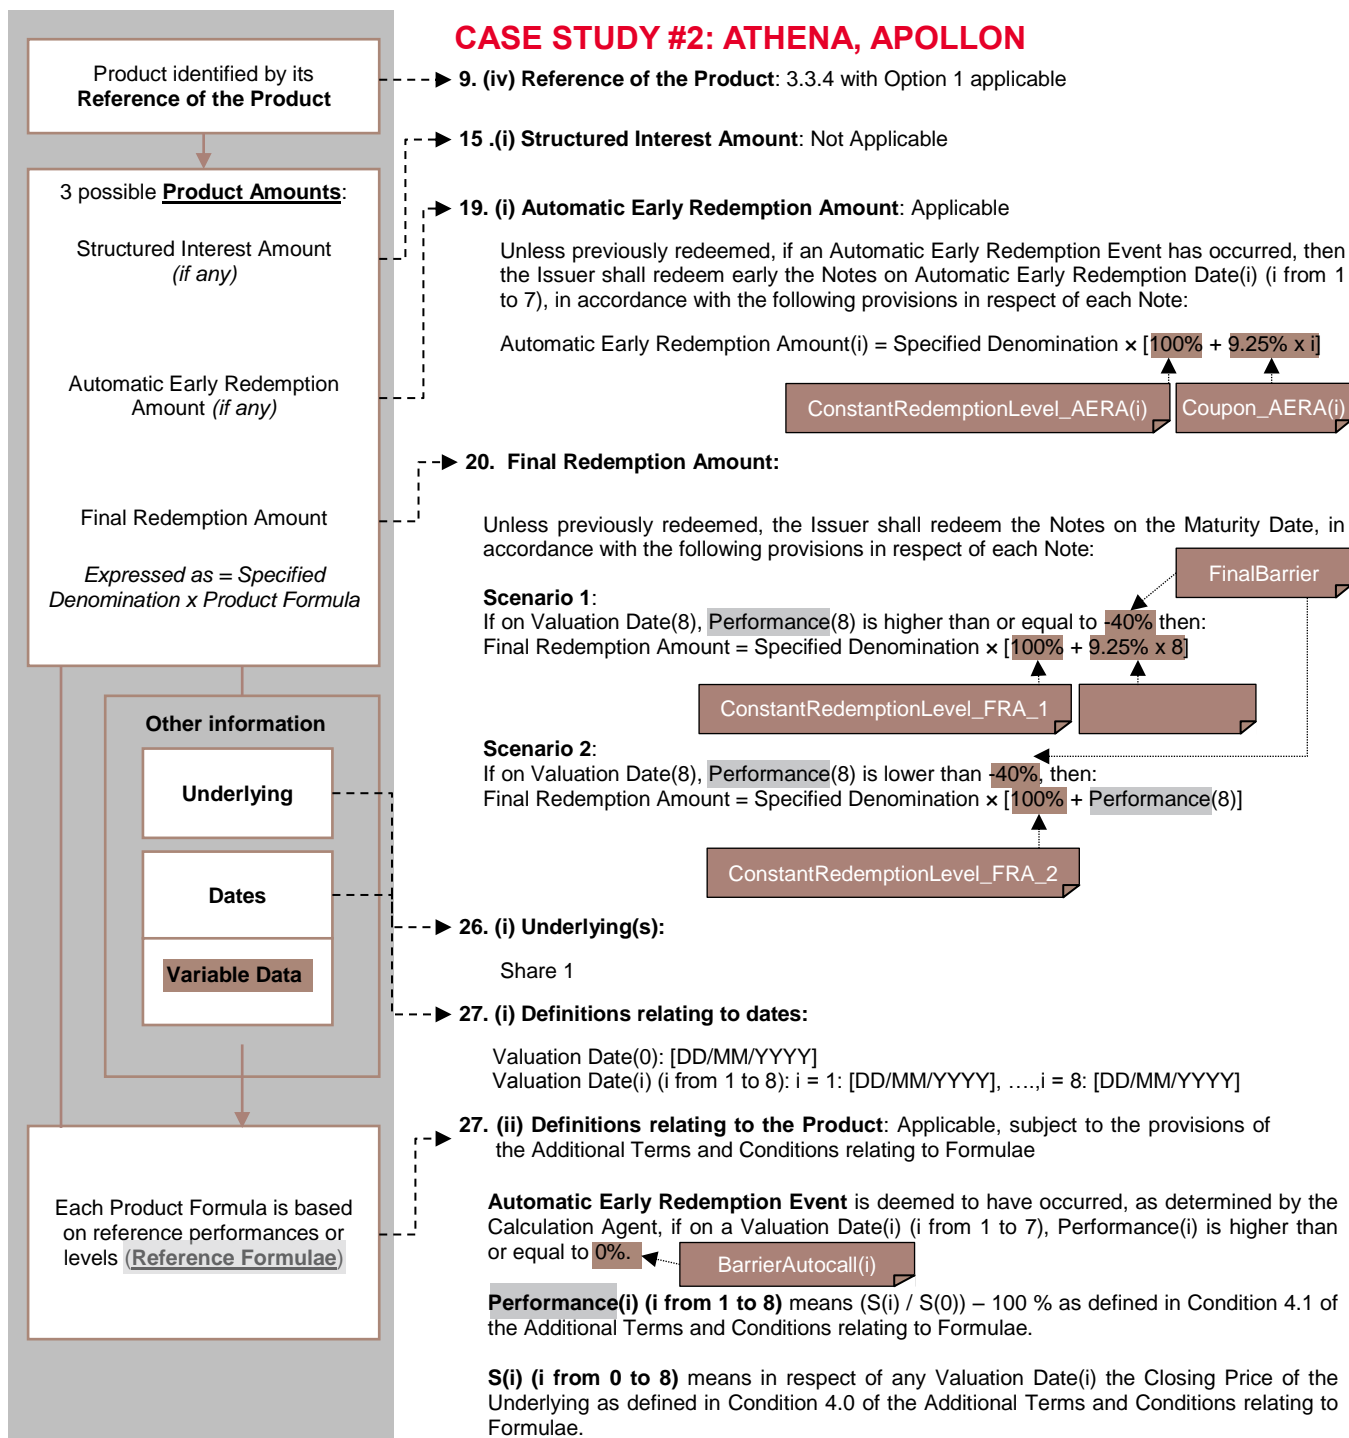 CASE STUDY #2: ATHENA, APOLLON
Product identified by its
Reference of the Product
9. (iv) Reference of the Product: 3.3.4 with Option 1 applicable
15 .(i) Structured Interest Amount: Not Applicable
3 possible Product Amounts:
Structured Interest Amount
(if any)
Automatic Early Redemption
Amount (if any)
Final Redemption Amount
Expressed as = Specified
Denomination x Product Formula
19. (i) Automatic Early Redemption Amount: Applicable
Unless previously redeemed, if an Automatic Early Redemption Event has occurred, then
the Issuer shall redeem early the Notes on Automatic Early Redemption Date(i) (i from 1
to 7), in accordance with the following provisions in respect of each Note:
Automatic Early Redemption Amount(i) = Specified Denomination × [100% + 9.25% x i]
ConstantRedemptionLevel_AERA(i)
Coupon_AERA(i)
20. Final Redemption Amount:
Unless previously redeemed, the Issuer shall redeem the Notes on the Maturity Date, in
accordance with the following provisions in respect of each Note:
FinalBarrier
Scenario 1:
If on Valuation Date(8), Performance(8) is higher than or equal to -40% then:
Final Redemption Amount = Specified Denomination × [100% + 9.25% x 8]
ConstantRedemptionLevel_FRA_1
Scenario 2:
If on Valuation Date(8), Performance(8) is lower than -40%, then:
Final Redemption Amount = Specified Denomination × [100% + Performance(8)]
ConstantRedemptionLevel_FRA_2
Other information
Underlying
Dates
Variable Data
26. (i) Underlying(s):
Share 1
27. (i) Definitions relating to dates:
Valuation Date(0): [DD/MM/YYYY]
Valuation Date(i) (i from 1 to 8): i = 1: [DD/MM/YYYY], ….,i = 8: [DD/MM/YYYY]
27. (ii) Definitions relating to the Product: Applicable, subject to the provisions of
the Additional Terms and Conditions relating to Formulae
Each Product Formula is based
on reference performances or
levels (Reference Formulae)
Automatic Early Redemption Event is deemed to have occurred, as determined by the
Calculation Agent, if on a Valuation Date(i) (i from 1 to 7), Performance(i) is higher than
or equal to 0%.
BarrierAutocall(i)
Performance(i) (i from 1 to 8) means (S(i) / S(0)) – 100 % as defined in Condition 4.1 of
the Additional Terms and Conditions relating to Formulae.
S(i) (i from 0 to 8) means in respect of any Valuation Date(i) the Closing Price of the
Underlying as defined in Condition 4.0 of the Additional Terms and Conditions relating to
Formulae.